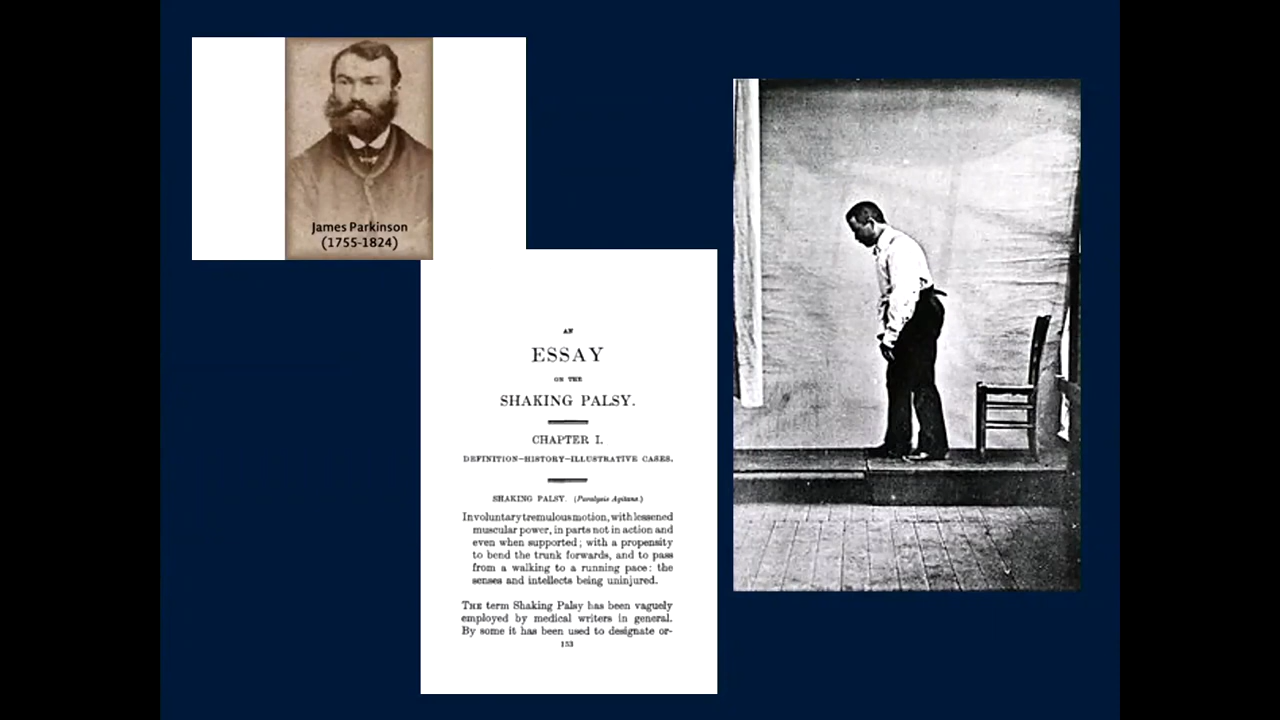 James Parkinson
(1755-1824)
AN
ESSAY
ON THE
SHAKING PALSY.
CHAPTER I.
DEFINITION—HISTORY—ILLUSTRATIVE CASES.
SHAKING PALSY. (Paralysis Agitans.)
Involuntary tremulous motion, with lessened
muscular power, in parts not in action and
even when supported; with a propensity
to bend the trunk forwards, and to pass
from a walking to a running pace: the
senses and intellects being uninjured.
THE term Shaking Palsy has been vaguely
employed by medical writers in general.
By some it has been used to designate or-
153